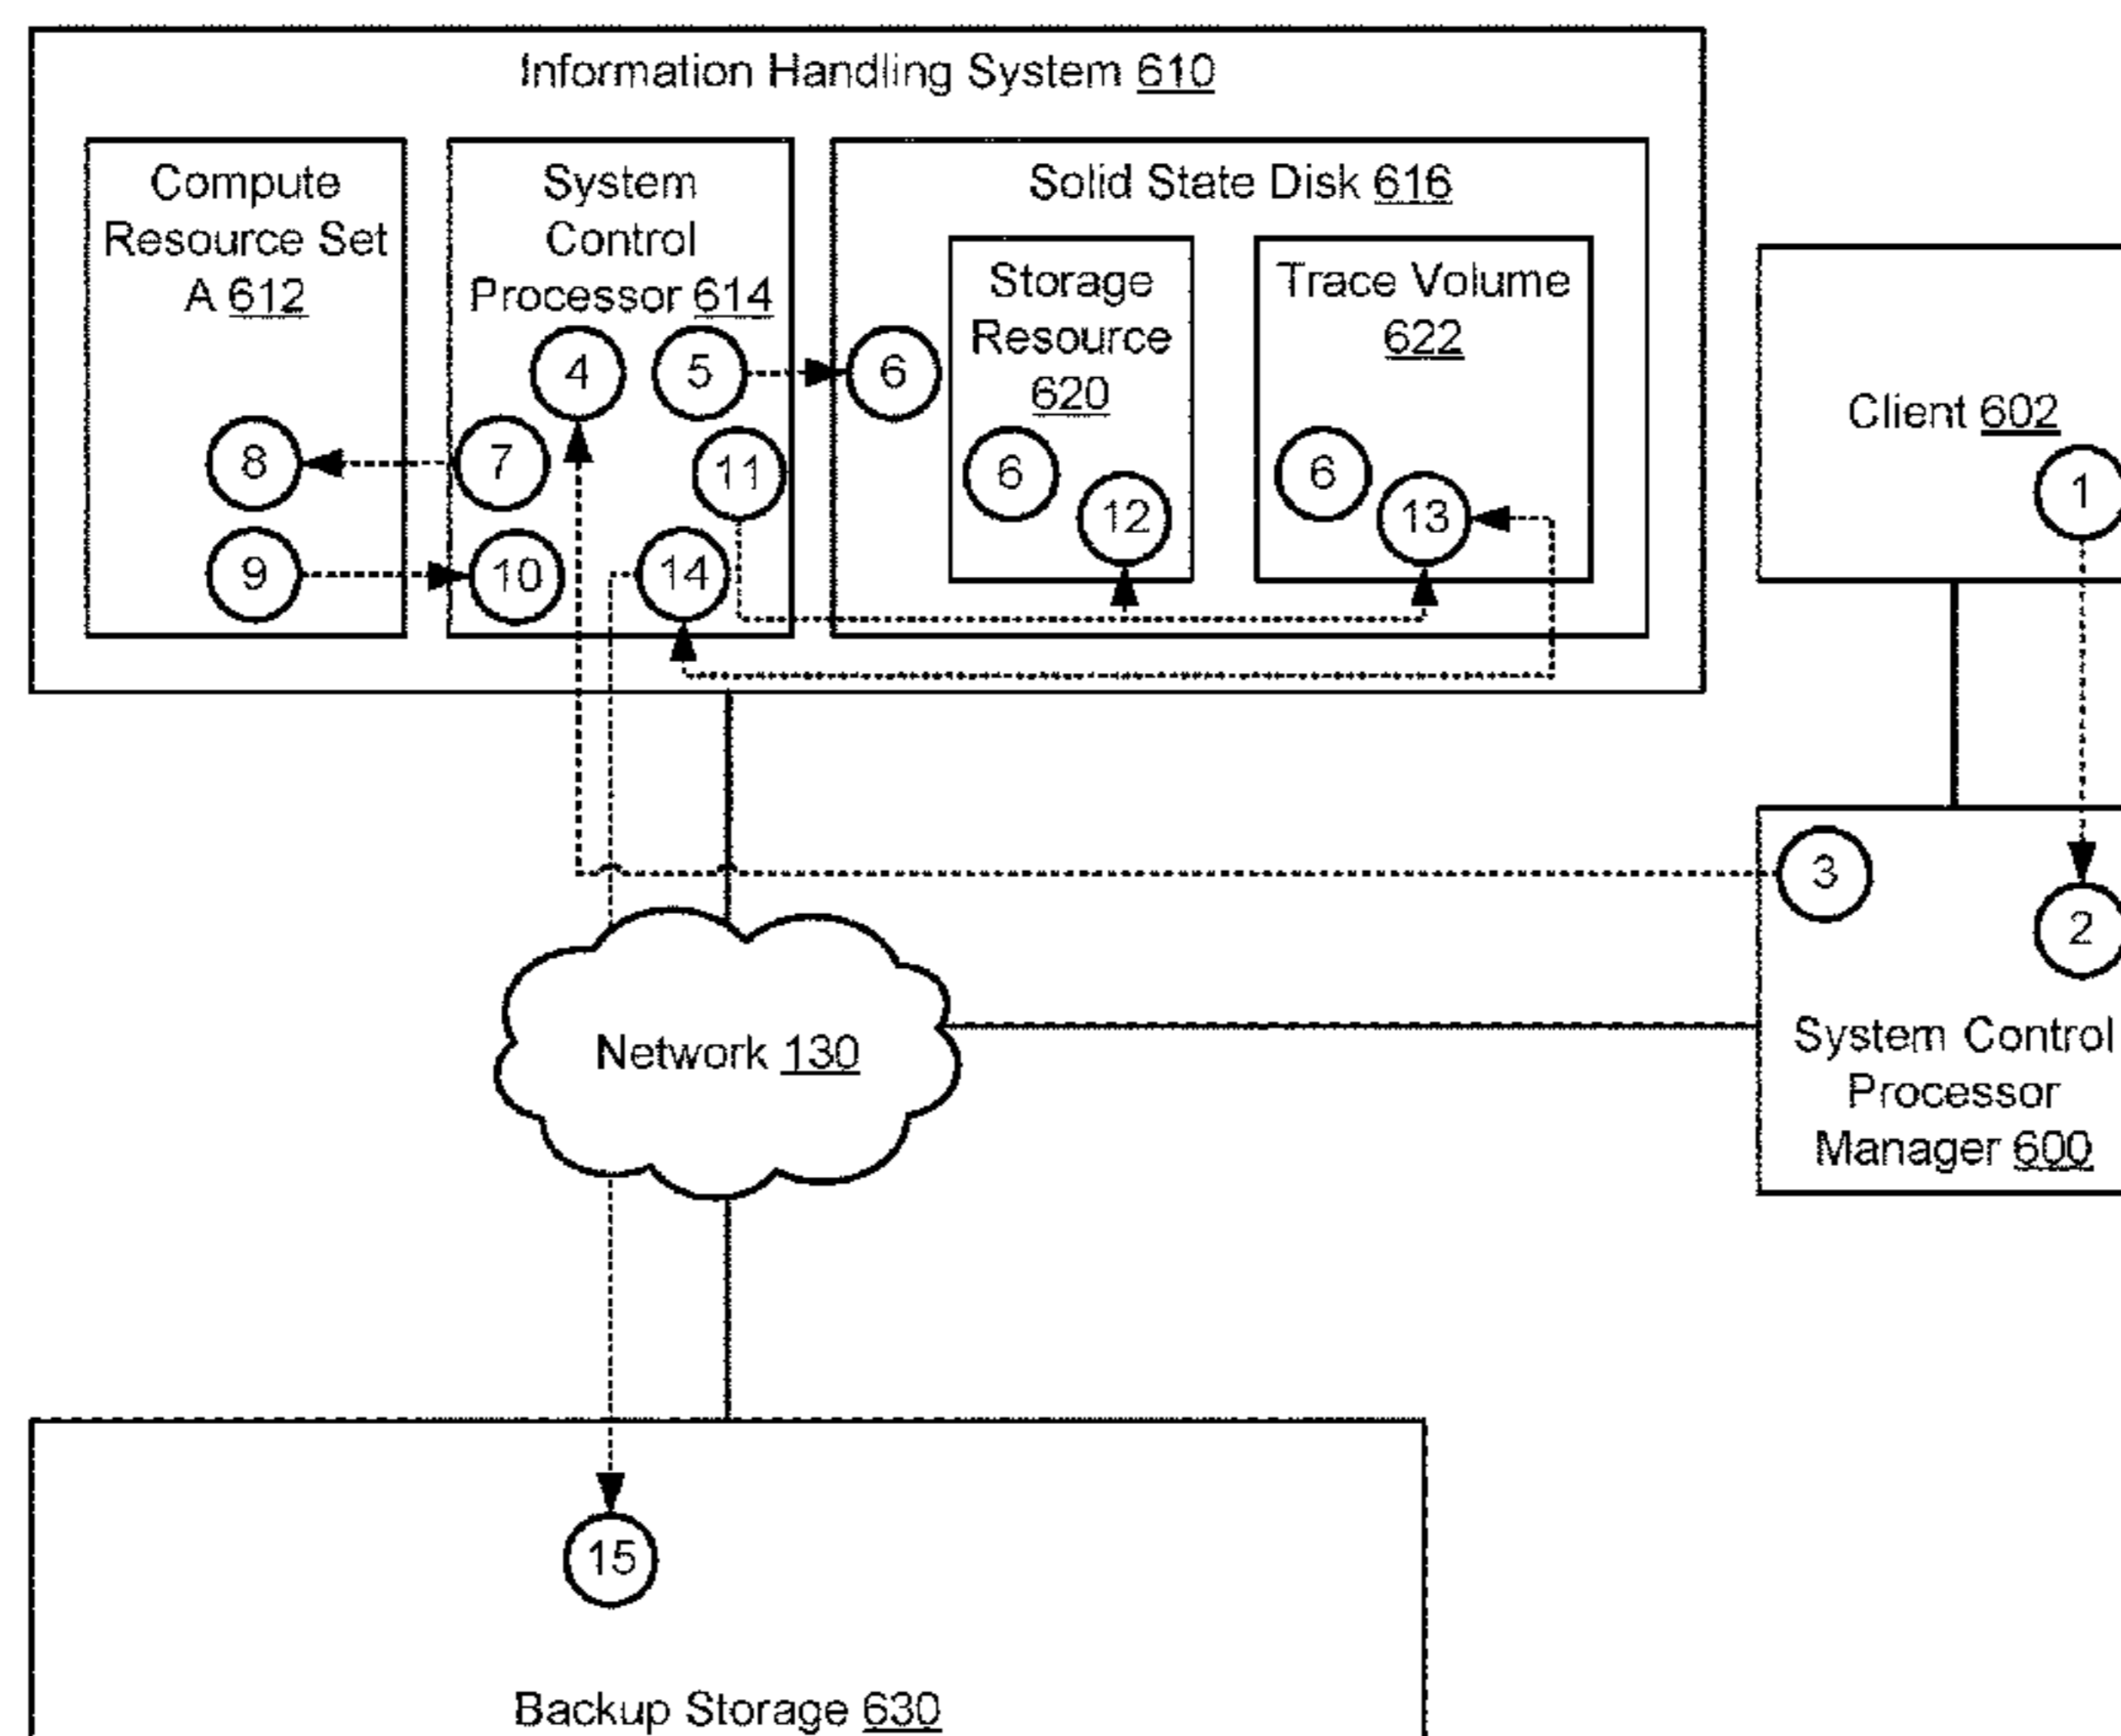 Information Handling System 610
Compute
Resource Set
A 612
8
9
System
Control
Processor 614
4
5
7
11
10
14
Solid State Disk 616
6
Storage
Resource
620
6
12
Trace Volume
622
6
13
Client 602
1
3
2
System Control
Processor
Manager 600
Network 130
15
Backup Storage 630